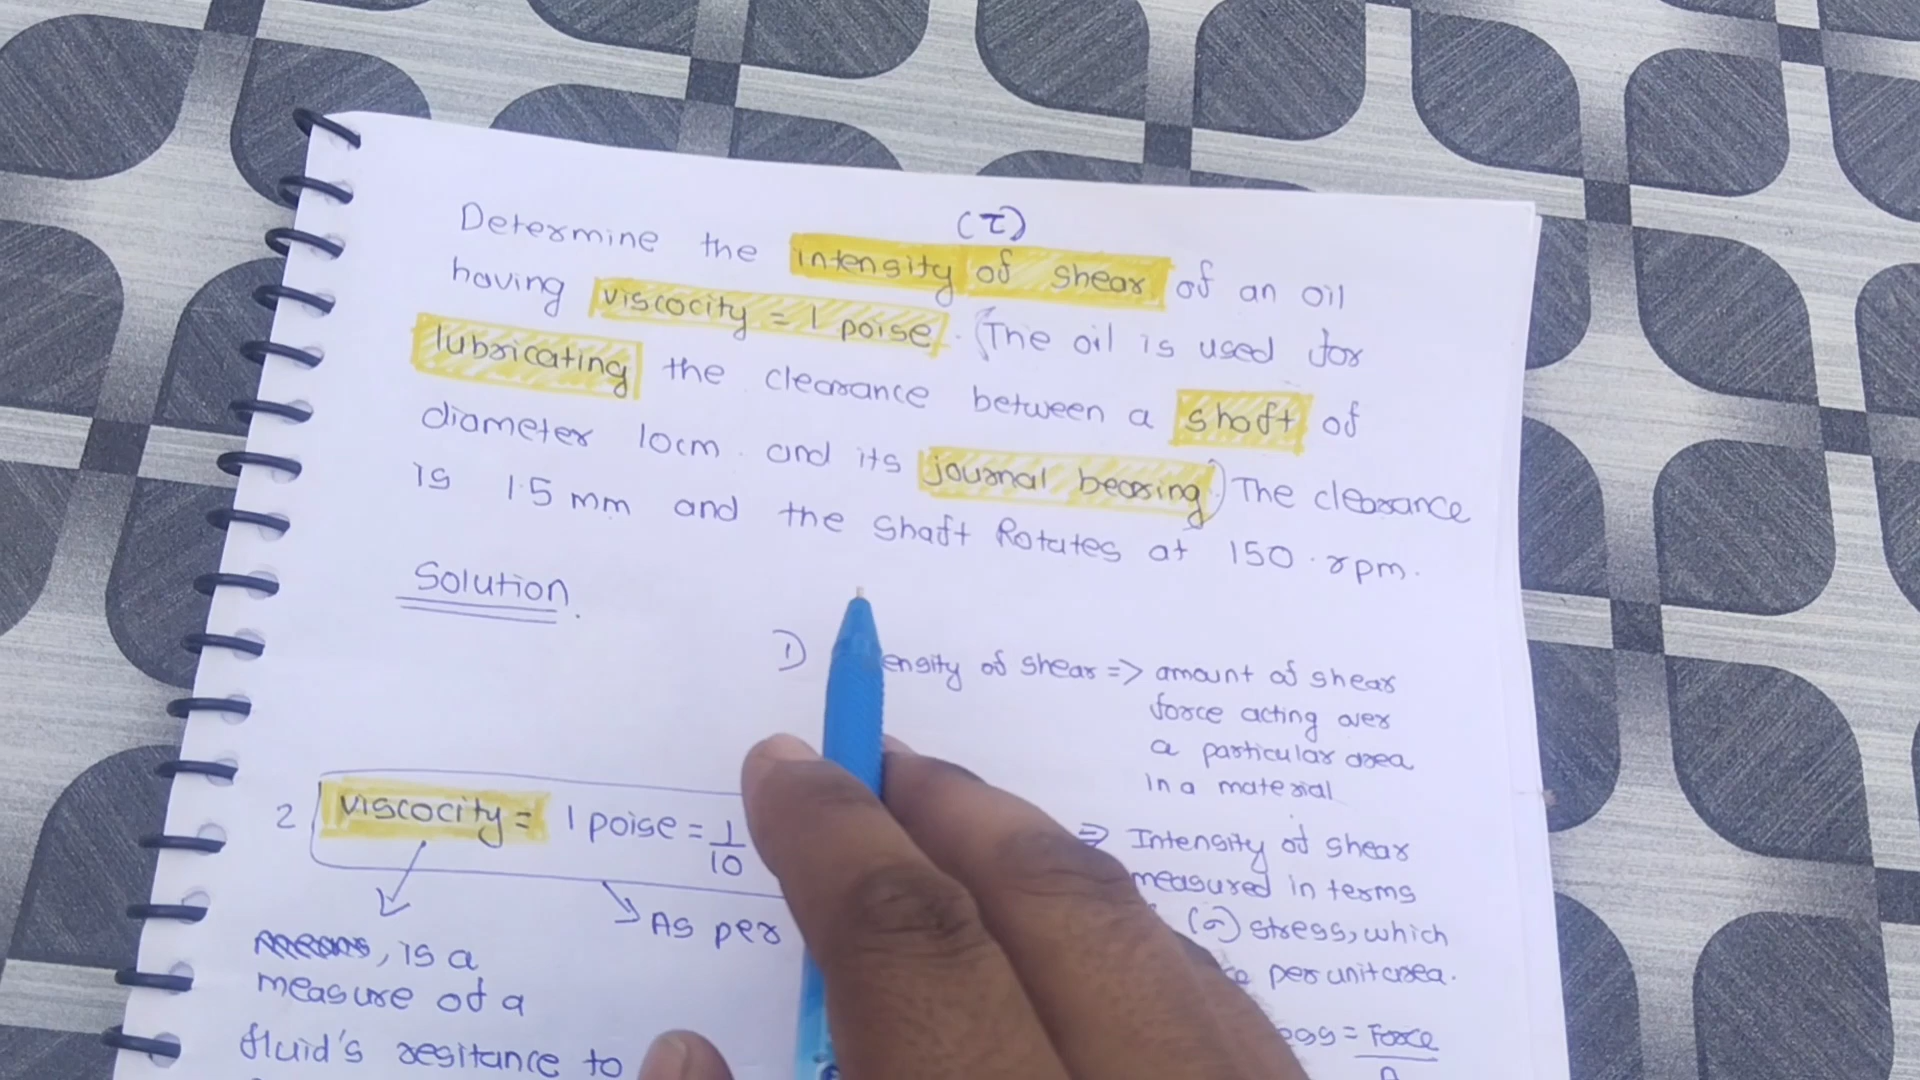 (τ)
Determine the intensity of shear of an oil
having viscocity = 1 poise. (The oil is used for
lubricating the clearance between a shaft of
diameter 10cm and its journal bearing.) The clearance
is 1.5 mm and the shaft Rotates at 150 rpm.
Solution.
1) ensity of shear => amount of shear
force acting over
a particular area
in a material
=> Intensity of shear
measured in terms
(σ) stress, which
per unit area.
ess = Force
2 viscocity = 1 poise = 1/10
As per
, is a
measure of a
fluid's resitance to